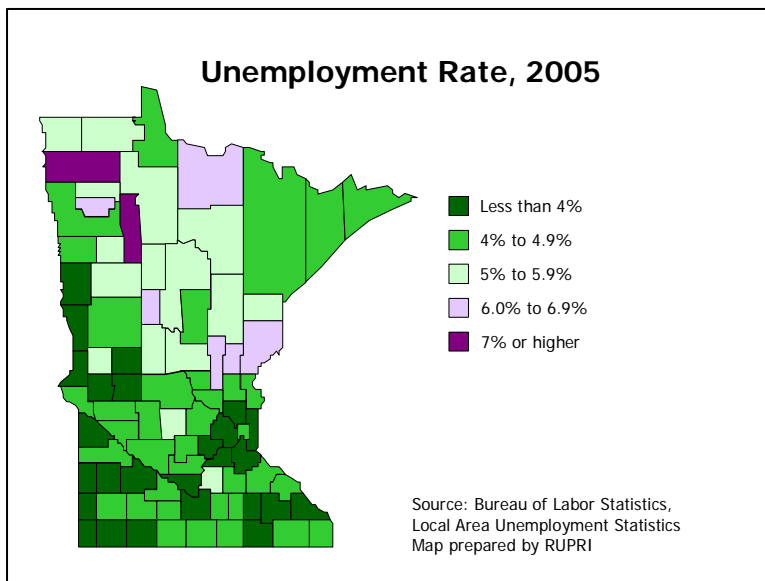 Unemployment Rate, 2005
Less than 4%
4% to 4.9%
5% to 5.9%
6.0% to 6.9%
7% or higher
Source: Bureau of Labor Statistics,
Local Area Unemployment Statistics
Map prepared by RUPRI